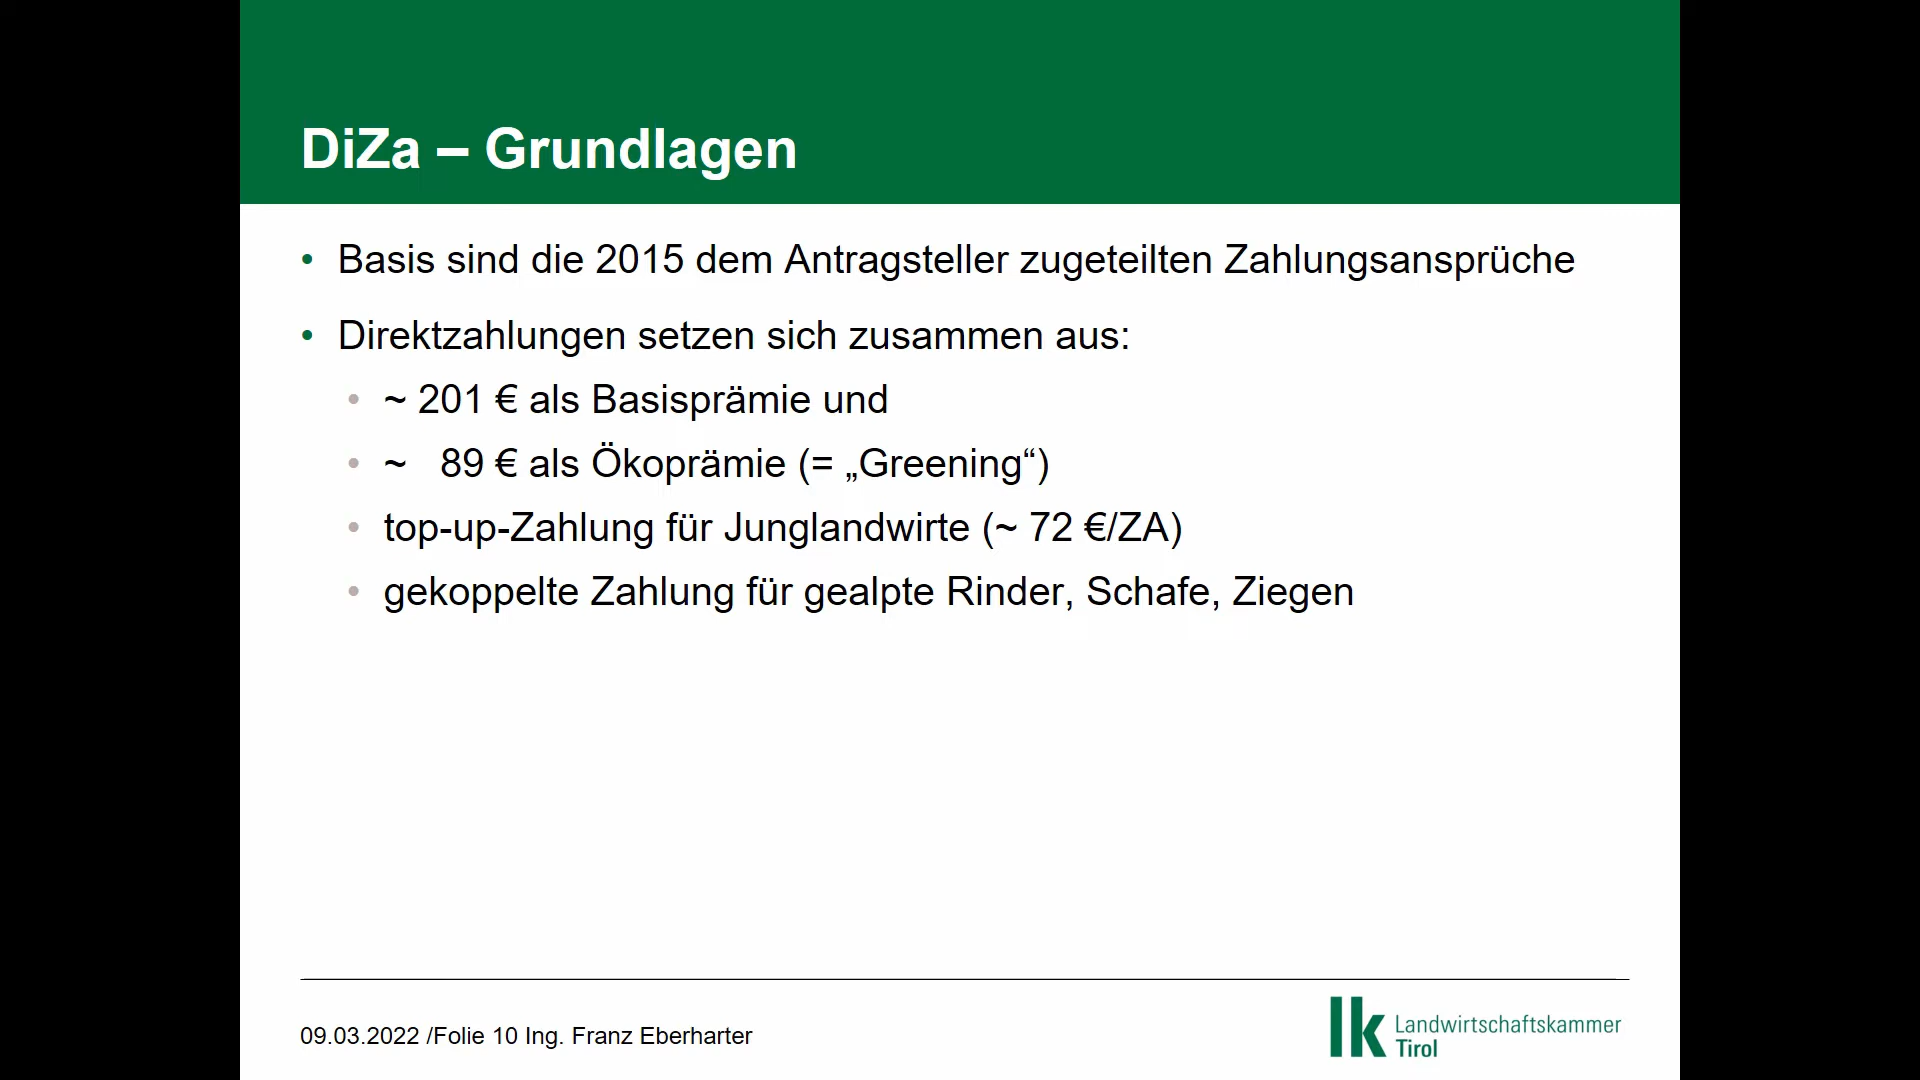 DiZa – Grundlagen
• Basis sind die 2015 dem Antragsteller zugeteilten Zahlungsansprüche
• Direktzahlungen setzen sich zusammen aus:
• ~ 201 € als Basisprämie und
• ~ 89 € als Ökoprämie (= „Greening“)
• top-up-Zahlung für Junglandwirte (~ 72 €/ZA)
• gekoppelte Zahlung für gealpte Rinder, Schafe, Ziegen
09.03.2022 /Folie 10 Ing. Franz Eberharter
lk Landwirtschaftskammer
Tirol